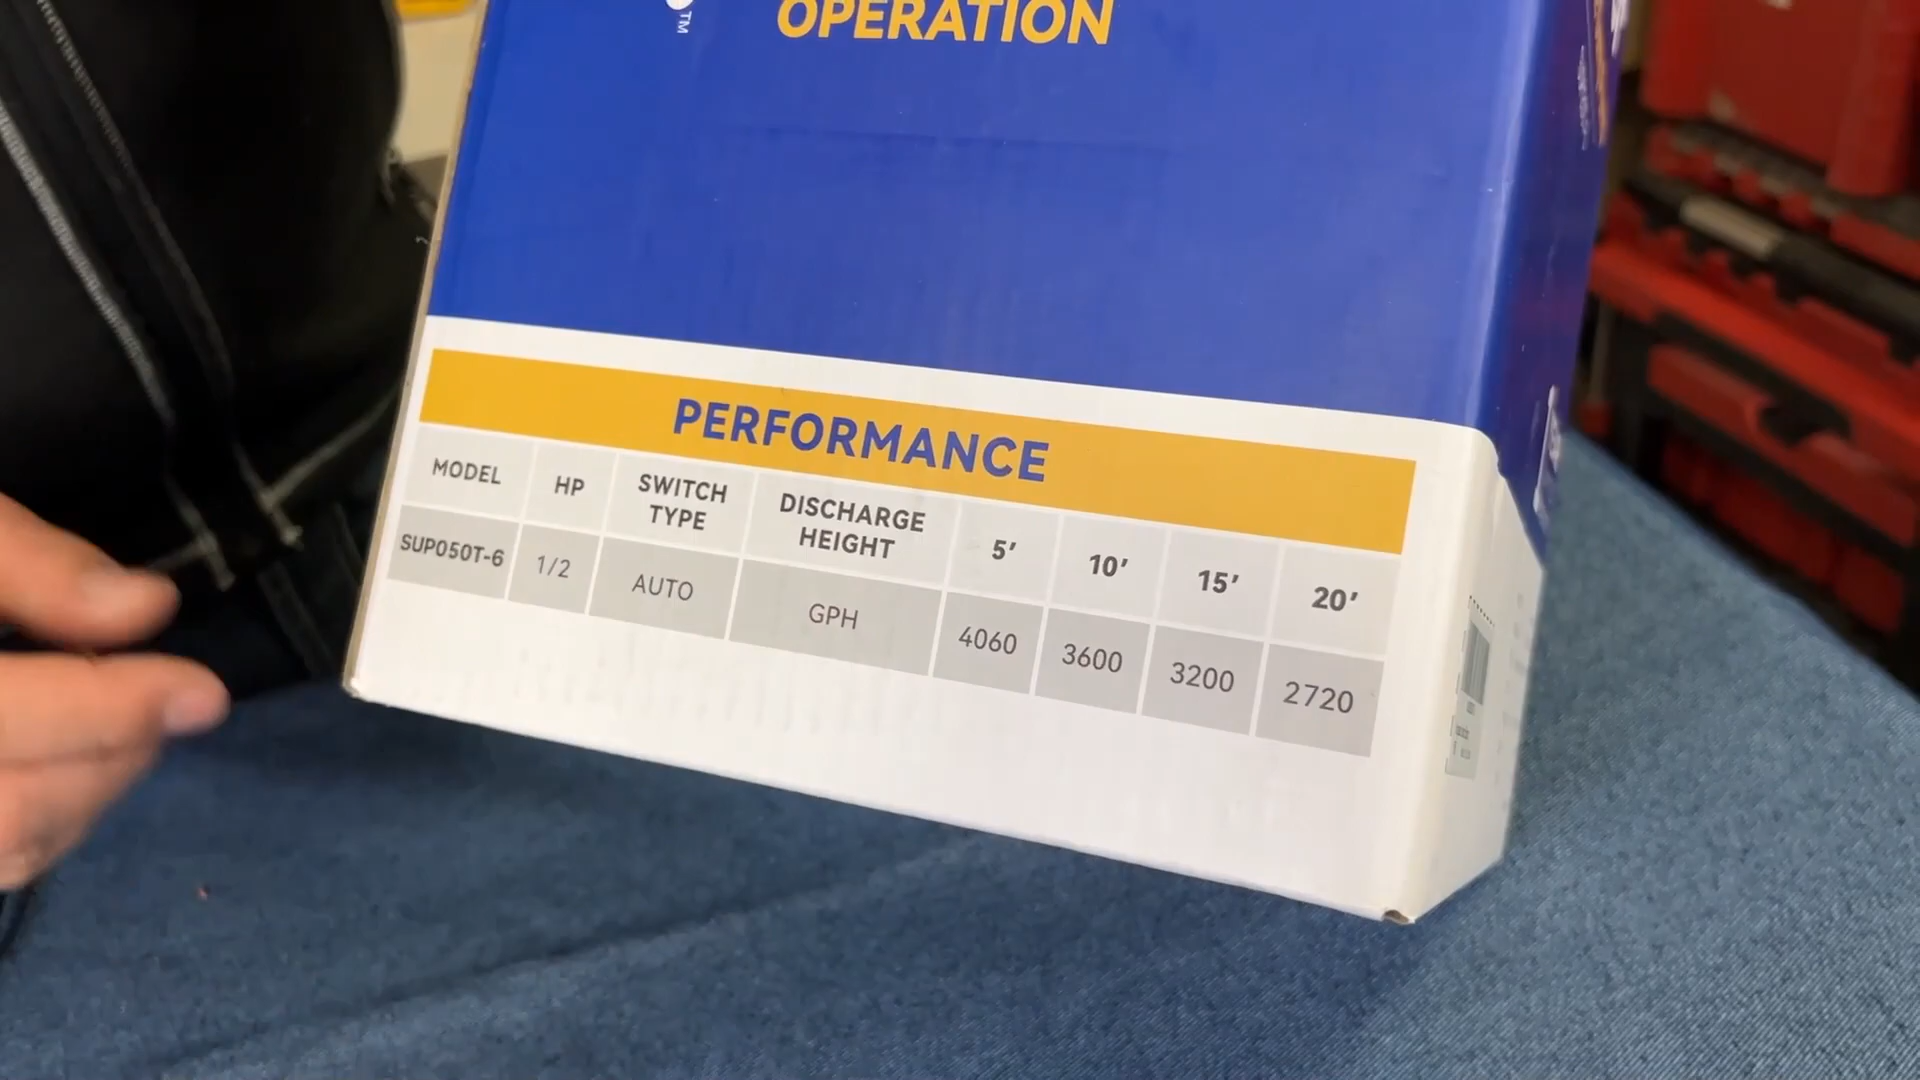 TM
OPERATION
PERFORMANCE
MODEL HP SWITCH TYPE DISCHARGE HEIGHT 5’ 10’ 15’ 20’
SUP050T-6 1/2 AUTO GPH 4060 3600 3200 2720